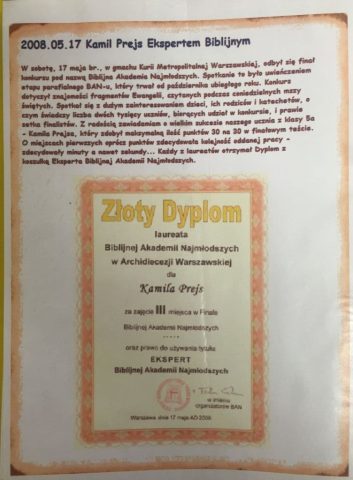 2008.05.17 Kamil Prejs Ekspertem Biblijnym
W sobotę, 17 maja br., w gmachu Kurii Metropolitalnej Warszawskiej, odbył się finał
konkursu pod nazwą Biblijna Akademia Najmłodszych. Spotkanie to było uwieńczeniem
etapu parafialnego BAN-u, który trwał od października ubiegłego roku. Konkurs
dotyczył znajomości fragmentów Ewangelii, czytanych podczas coniedzielnych mszy
świętych. Spotkał się z dużym zainteresowaniem dzieci, ich rodziców i katechetów, o
czym świadczy liczba dwóch tysięcy uczniów, biorących udział w konkursie, i prawie
setka finalistów. Z radością zawiadamiam o wielkim sukcesie naszego ucznia z klasy 5a
- Kamila Prejsa, który zdobył maksymalną ilość punktów 30 na 30 w finałowym teście.
O miejscach pierwszych oprócz punktów zdecydowała kolejność oddanej pracy -
zdecydowały minuty a nawet sekundy... Każdy z laureatów otrzymał Dyplom z
koszulką Eksperta Biblijnej Akademii Najmłodszych.
Złoty Dyplom
laureata
Biblijnej Akademii Najmłodszych
w Archidiecezji Warszawskiej
dla
Kamila Prejs
za zajęcie III miejsca w Finale
Biblijnej Akademii Najmłodszych
oraz prawo do używania tytułu
EKSPERT
Biblijnej Akademii Najmłodszych
w imieniu
organizatorów BAN
Warszawa dnia 17 maja AD 2008